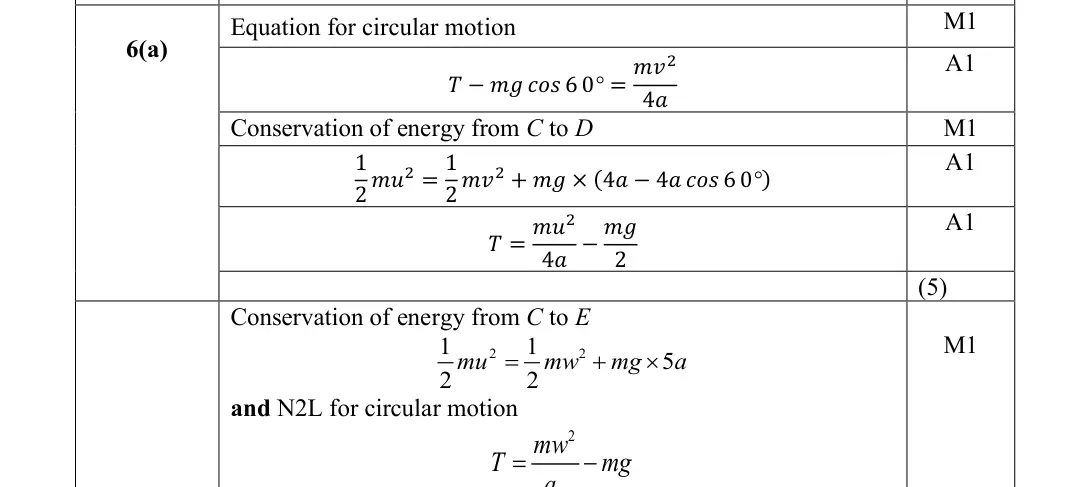 6(a)
Equation for circular motion M1
T − mg cos 6 0° = mv²/4a A1
Conservation of energy from C to D M1
1/2 mu² = 1/2 mv² + mg × (4a − 4a cos 6 0°) A1
T = mu²/4a − mg/2 A1
(5)
Conservation of energy from C to E
1/2 mu² = 1/2 mw² + mg × 5a M1
and N2L for circular motion
T = mw²/a − mg